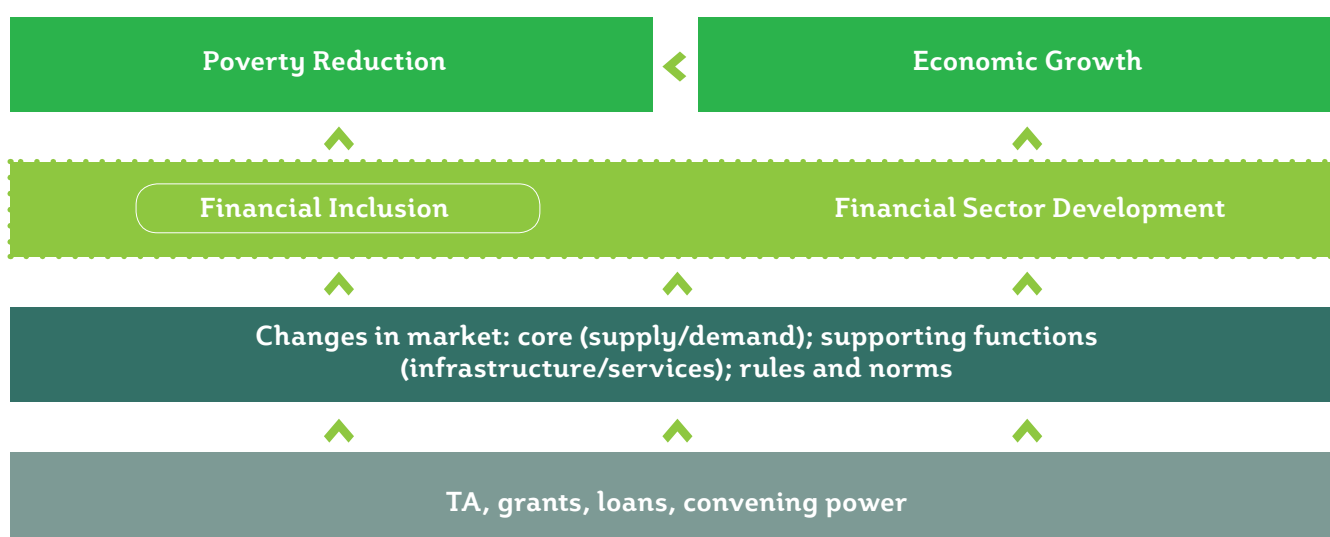 Poverty Reduction
Economic Growth
Financial Inclusion
Financial Sector Development
Changes in market: core (supply/demand); supporting functions
(infrastructure/services); rules and norms
TA, grants, loans, convening power